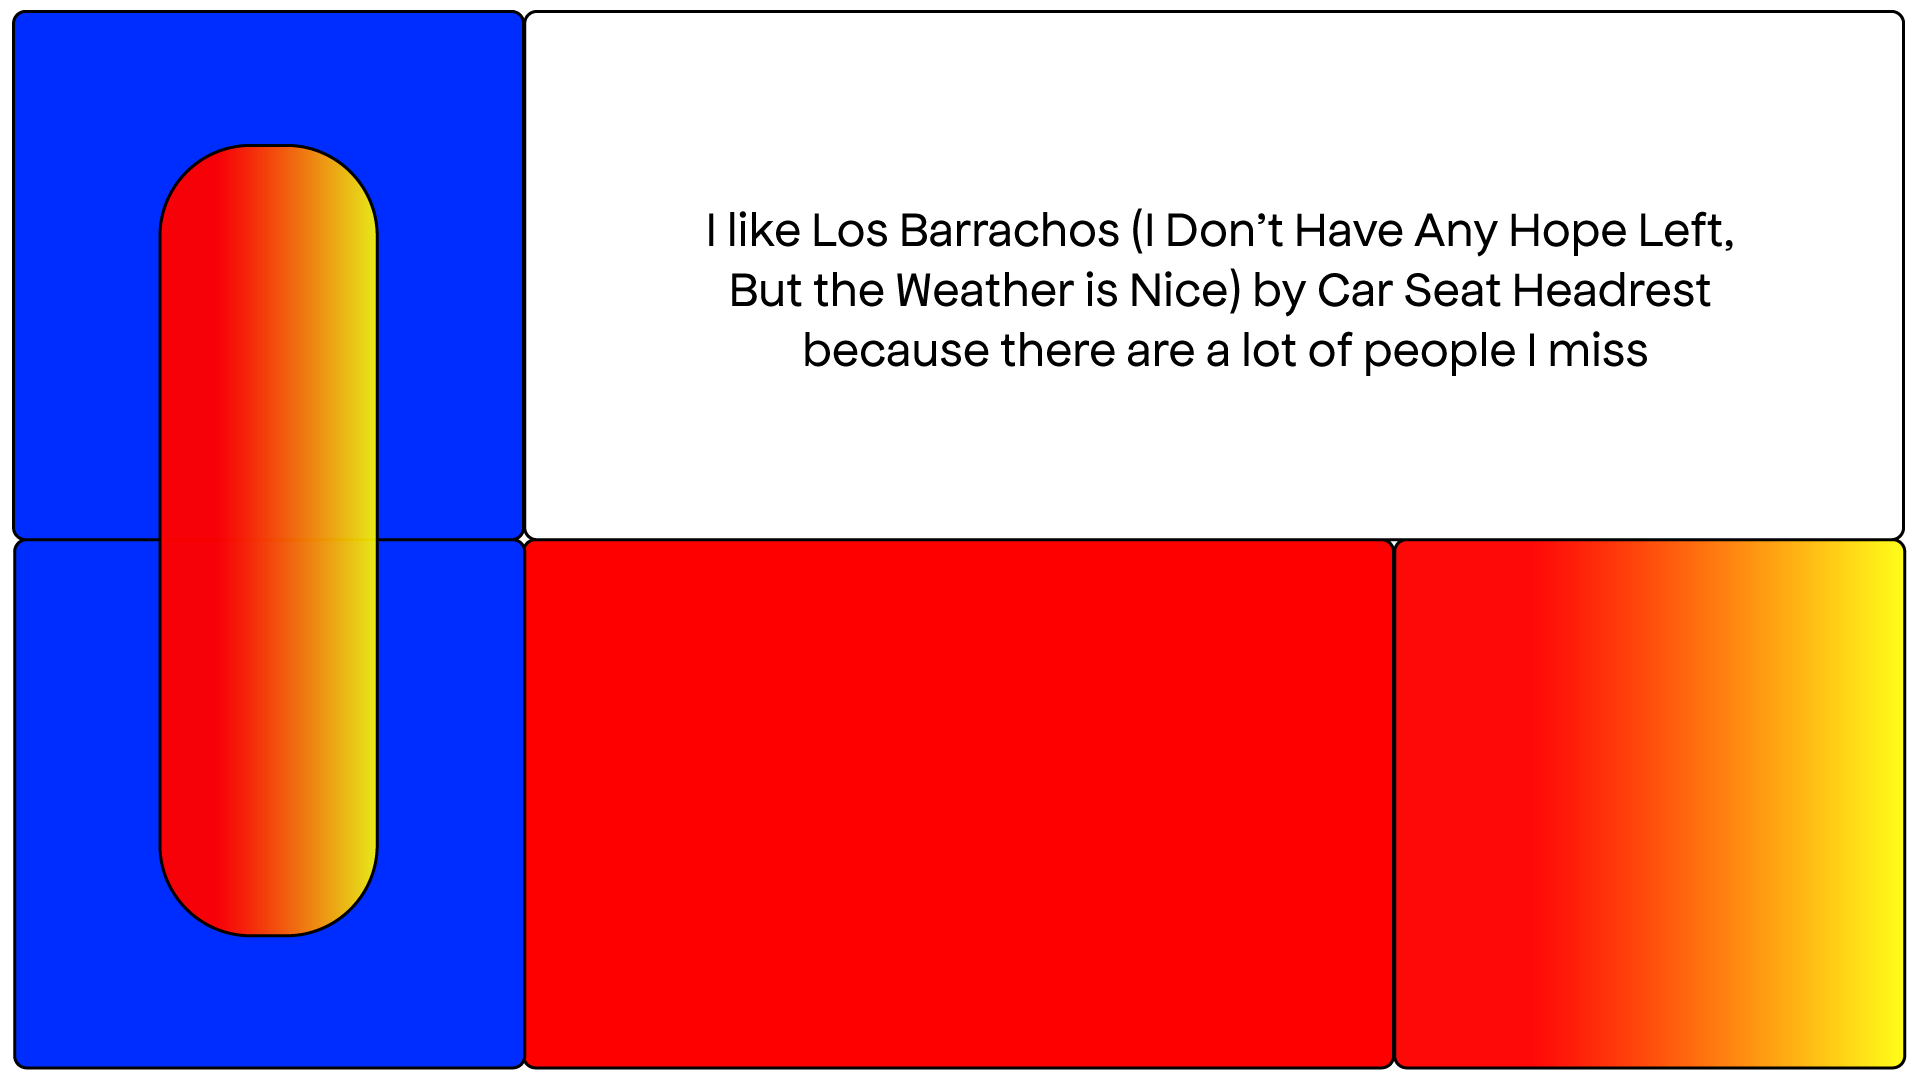 I like Los Barrachos (I Don’t Have Any Hope Left,
But the Weather is Nice) by Car Seat Headrest
because there are a lot of people I miss